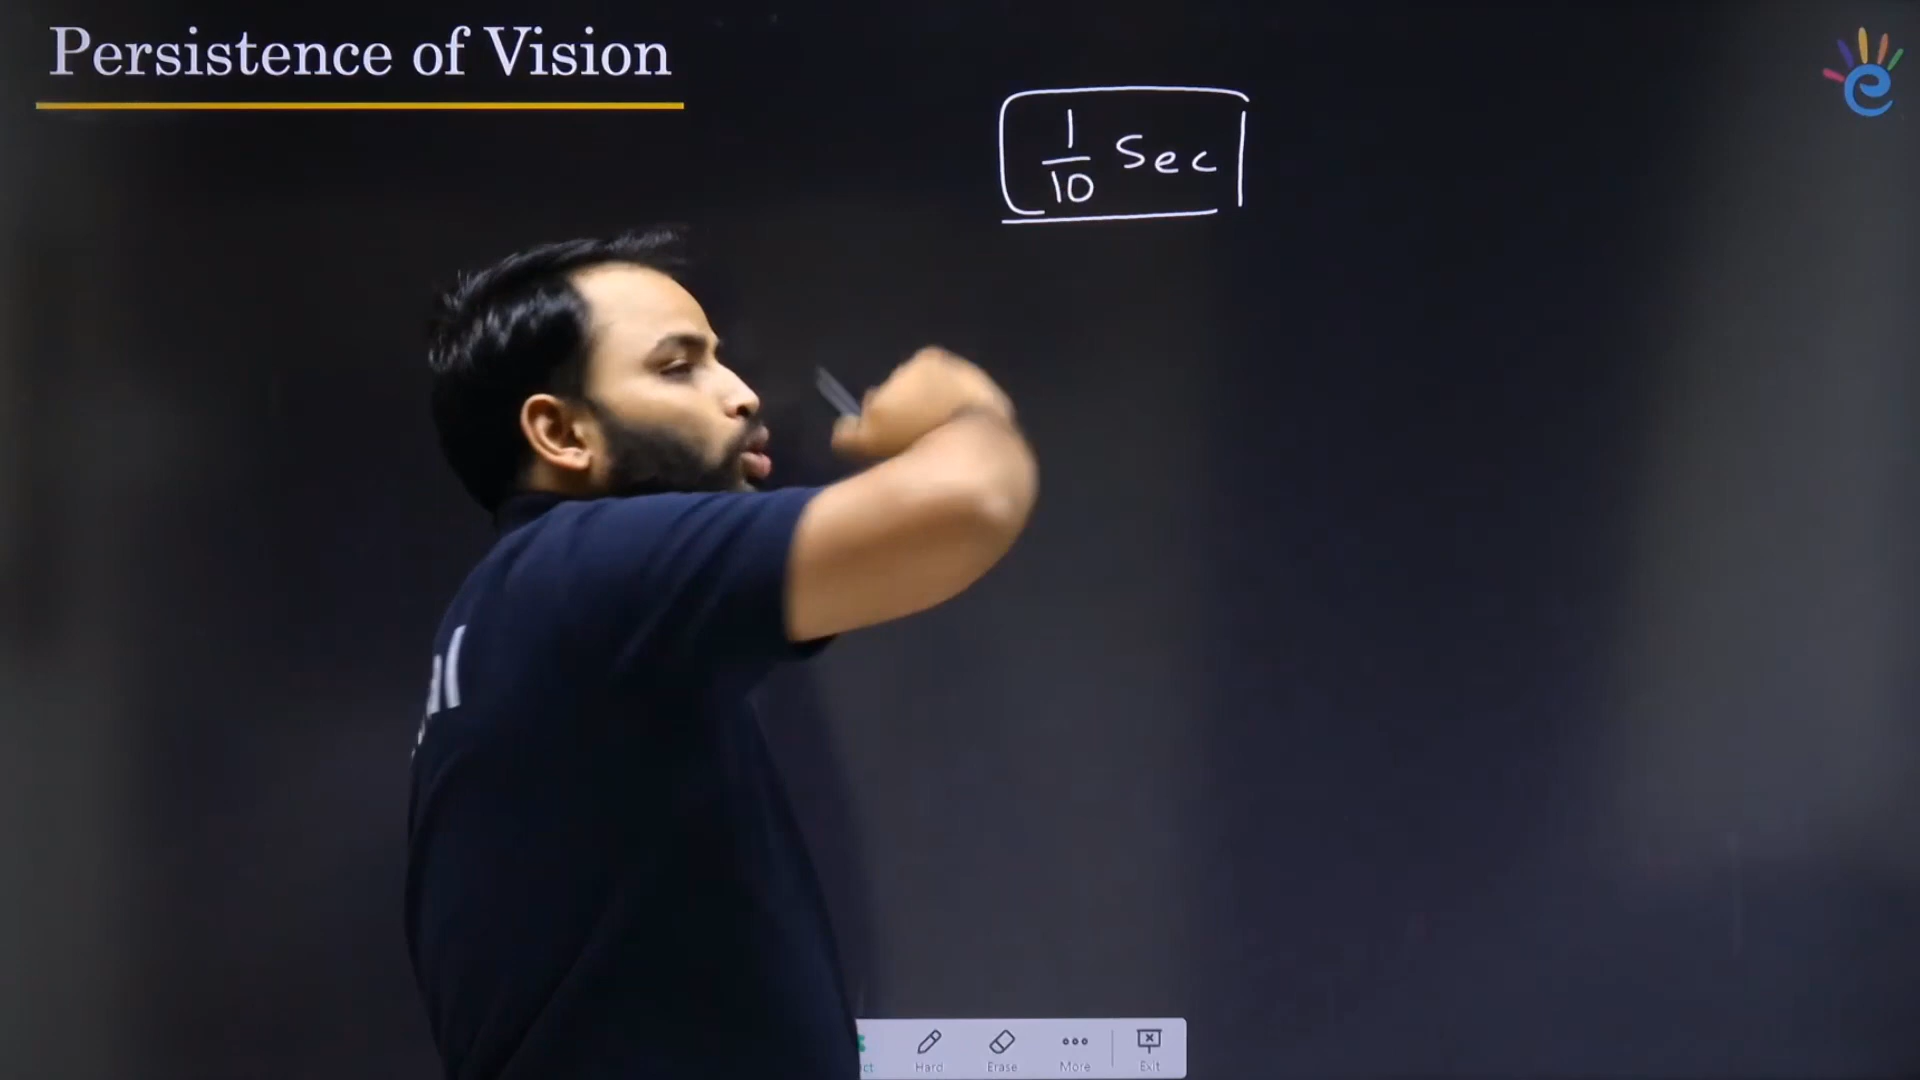 Persistence of Vision
1/10 Sec
Hard
Erase
More
Exit